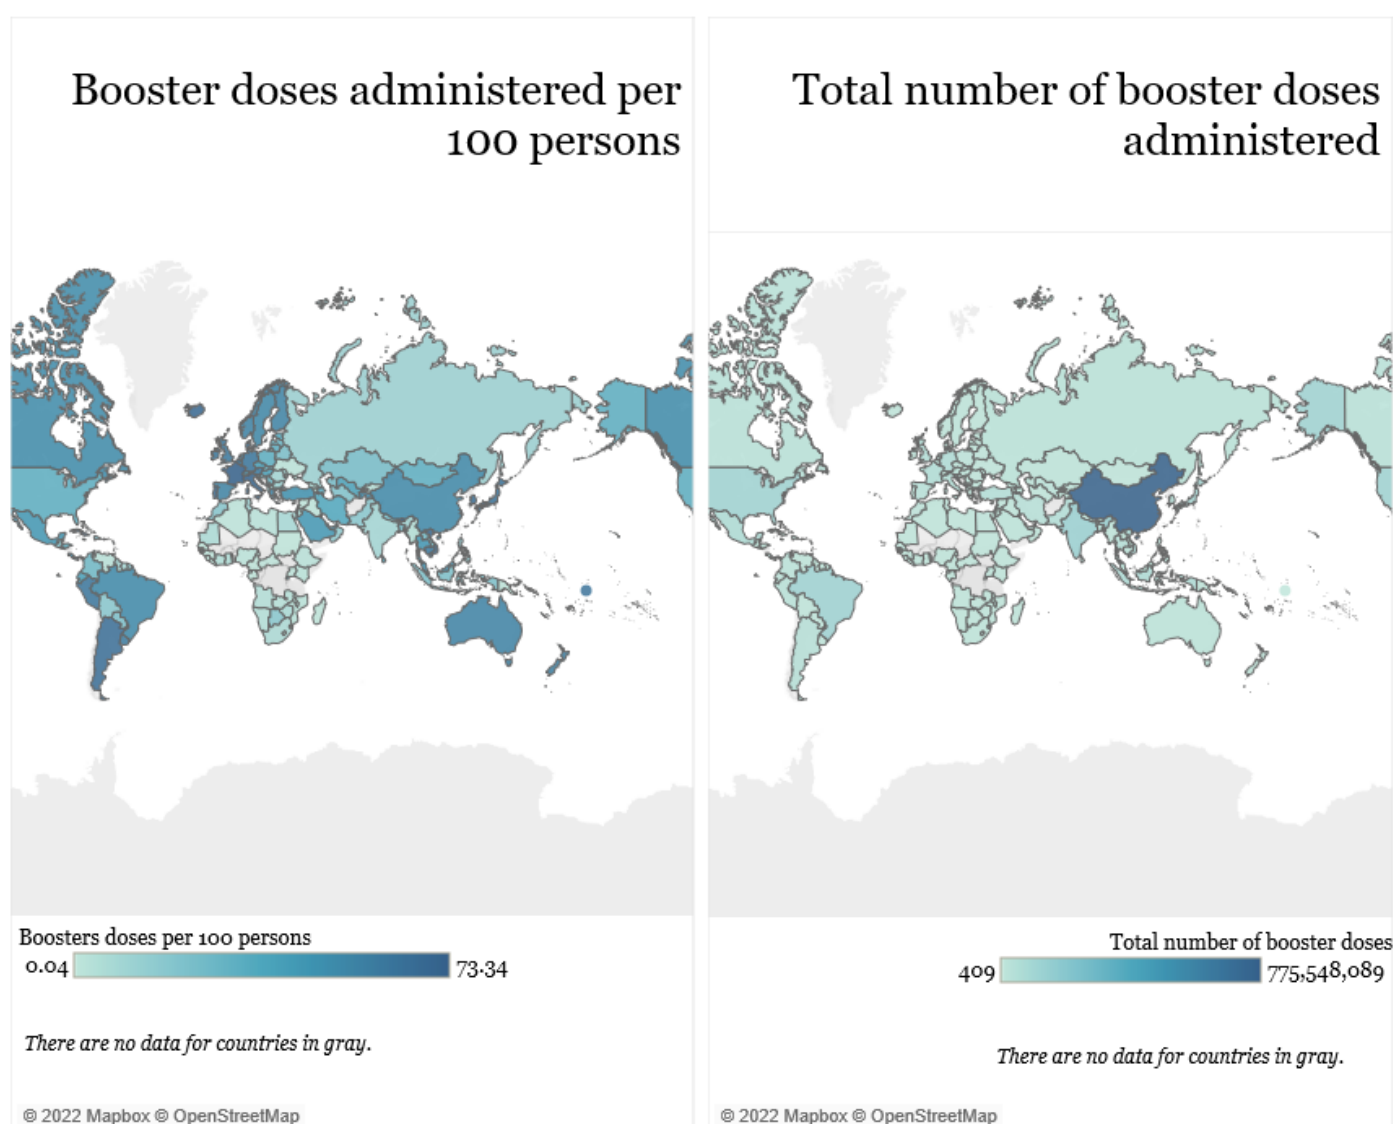 Booster doses administered per
100 persons
Boosters doses per 100 persons
0.04 73.34
There are no data for countries in gray.
© 2022 Mapbox © OpenStreetMap
Total number of booster doses
administered
Total number of booster doses
409 775,548,089
There are no data for countries in gray.
© 2022 Mapbox © OpenStreetMap